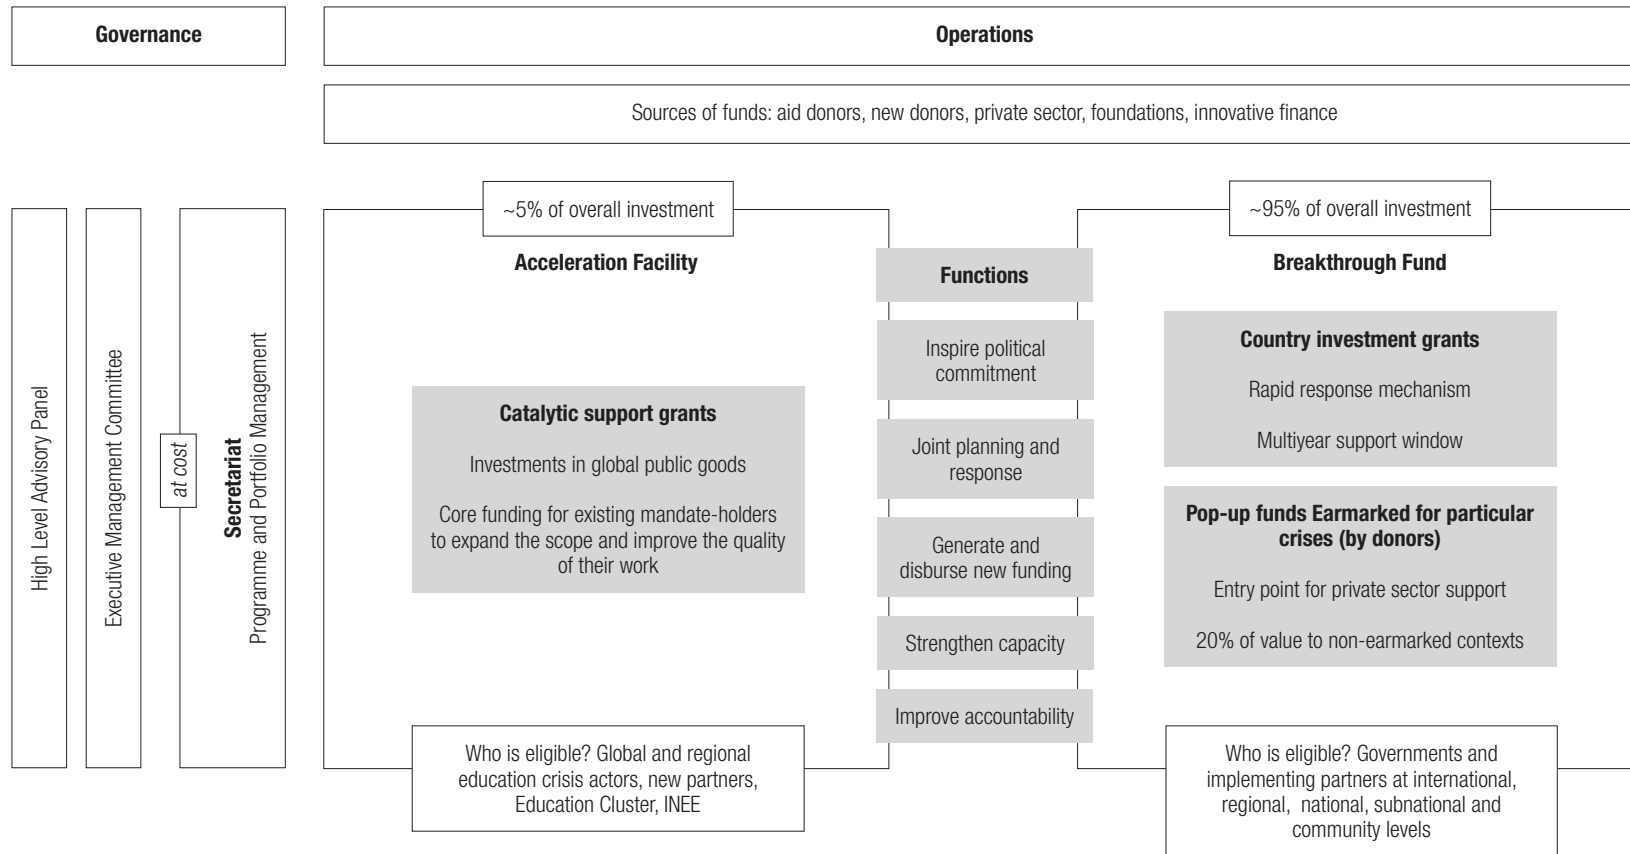 Governance
Operations
Sources of funds: aid donors, new donors, private sector, foundations, innovative finance
High Level Advisory Panel
Executive Management Committee
at cost
Secretariat
Programme and Portfolio Management
~5% of overall investment
Acceleration Facility
Catalytic support grants
Investments in global public goods
Core funding for existing mandate-holders
to expand the scope and improve the quality
of their work
Who is eligible? Global and regional
education crisis actors, new partners,
Education Cluster, INEE
Functions
Inspire political
commitment
Joint planning and
response
Generate and
disburse new funding
Strengthen capacity
Improve accountability
~95% of overall investment
Breakthrough Fund
Country investment grants
Rapid response mechanism
Multiyear support window
Pop-up funds Earmarked for particular
crises (by donors)
Entry point for private sector support
20% of value to non-earmarked contexts
Who is eligible? Governments and
implementing partners at international,
regional, national, subnational and
community levels